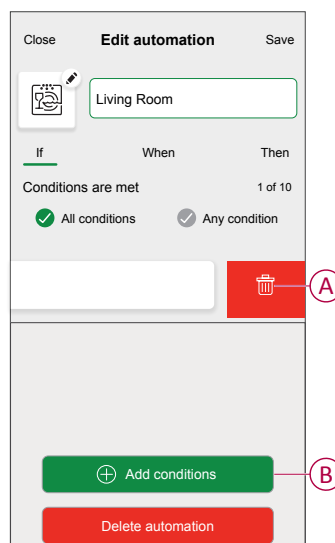 Close Edit automation Save
Living Room
If When Then
Conditions are met 1 of 10
All conditions Any condition
A
Add conditions B
Delete automation